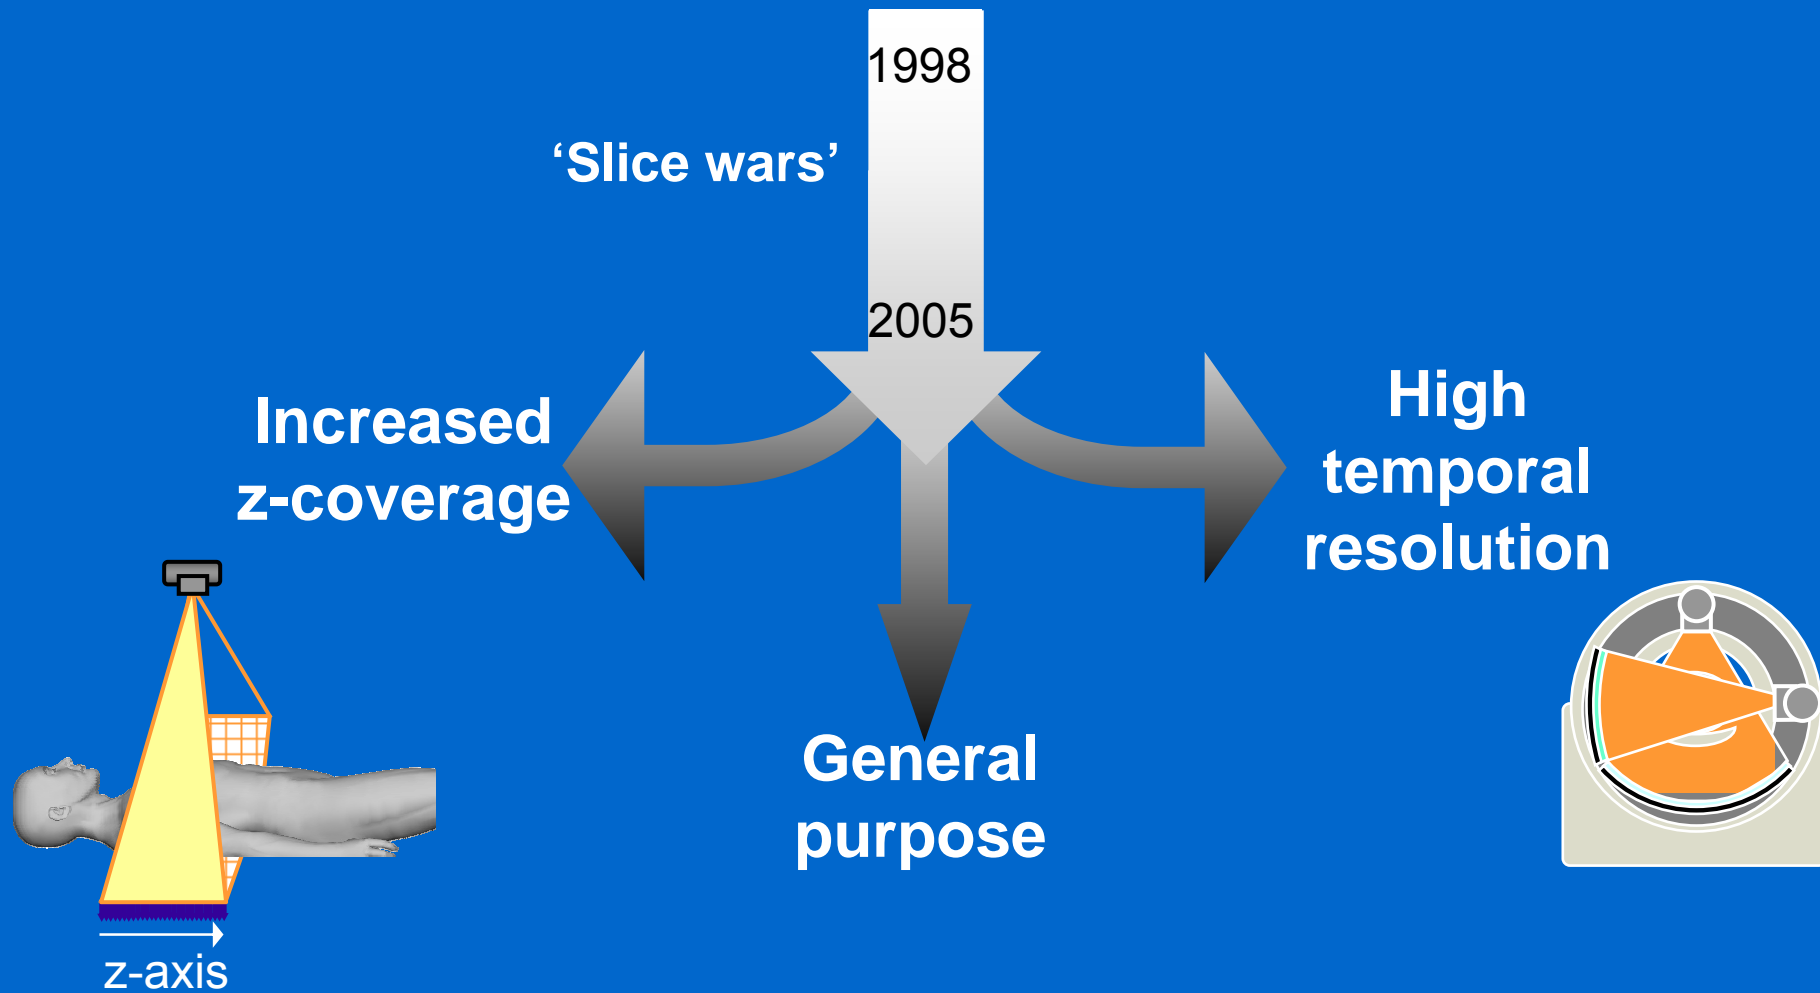 1998
‘Slice wars’
2005
Increased
z-coverage
High
temporal
resolution
General
purpose
z-axis